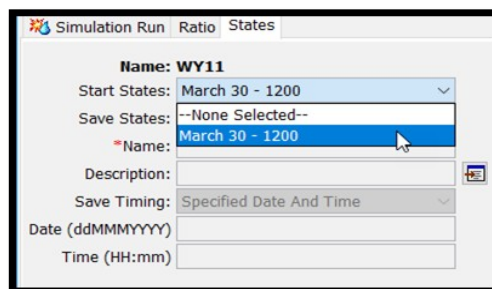 Simulation Run Ratio States
Name: WY11
Start States: March 30 - 1200
Save States: --None Selected--
March 30 - 1200
*Name:
Description:
Save Timing: Specified Date And Time
Date (ddMMMYYYY)
Time (HH:mm)